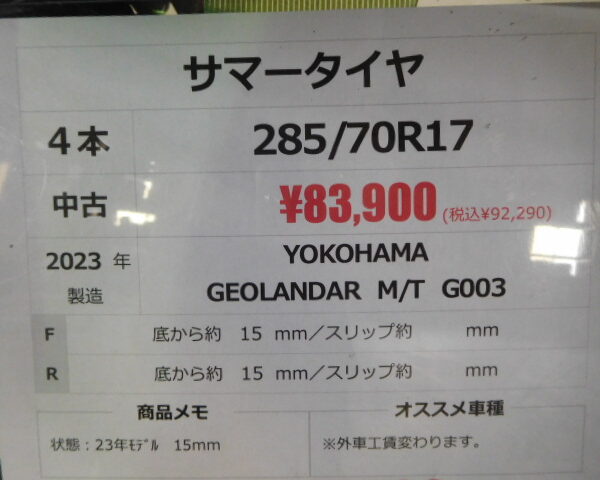 サマータイヤ
4本 285/70R17
中古 ¥83,900 (税込¥92,290)
2023 年 YOKOHAMA
製造 GEOLANDAR M/T G003
F 底から約 15 mm/スリップ約 mm
R 底から約 15 mm/スリップ約 mm
商品メモ オススメ車種
状態:23年ﾓﾃﾞﾙ 15mm ※外車工賃変わります。